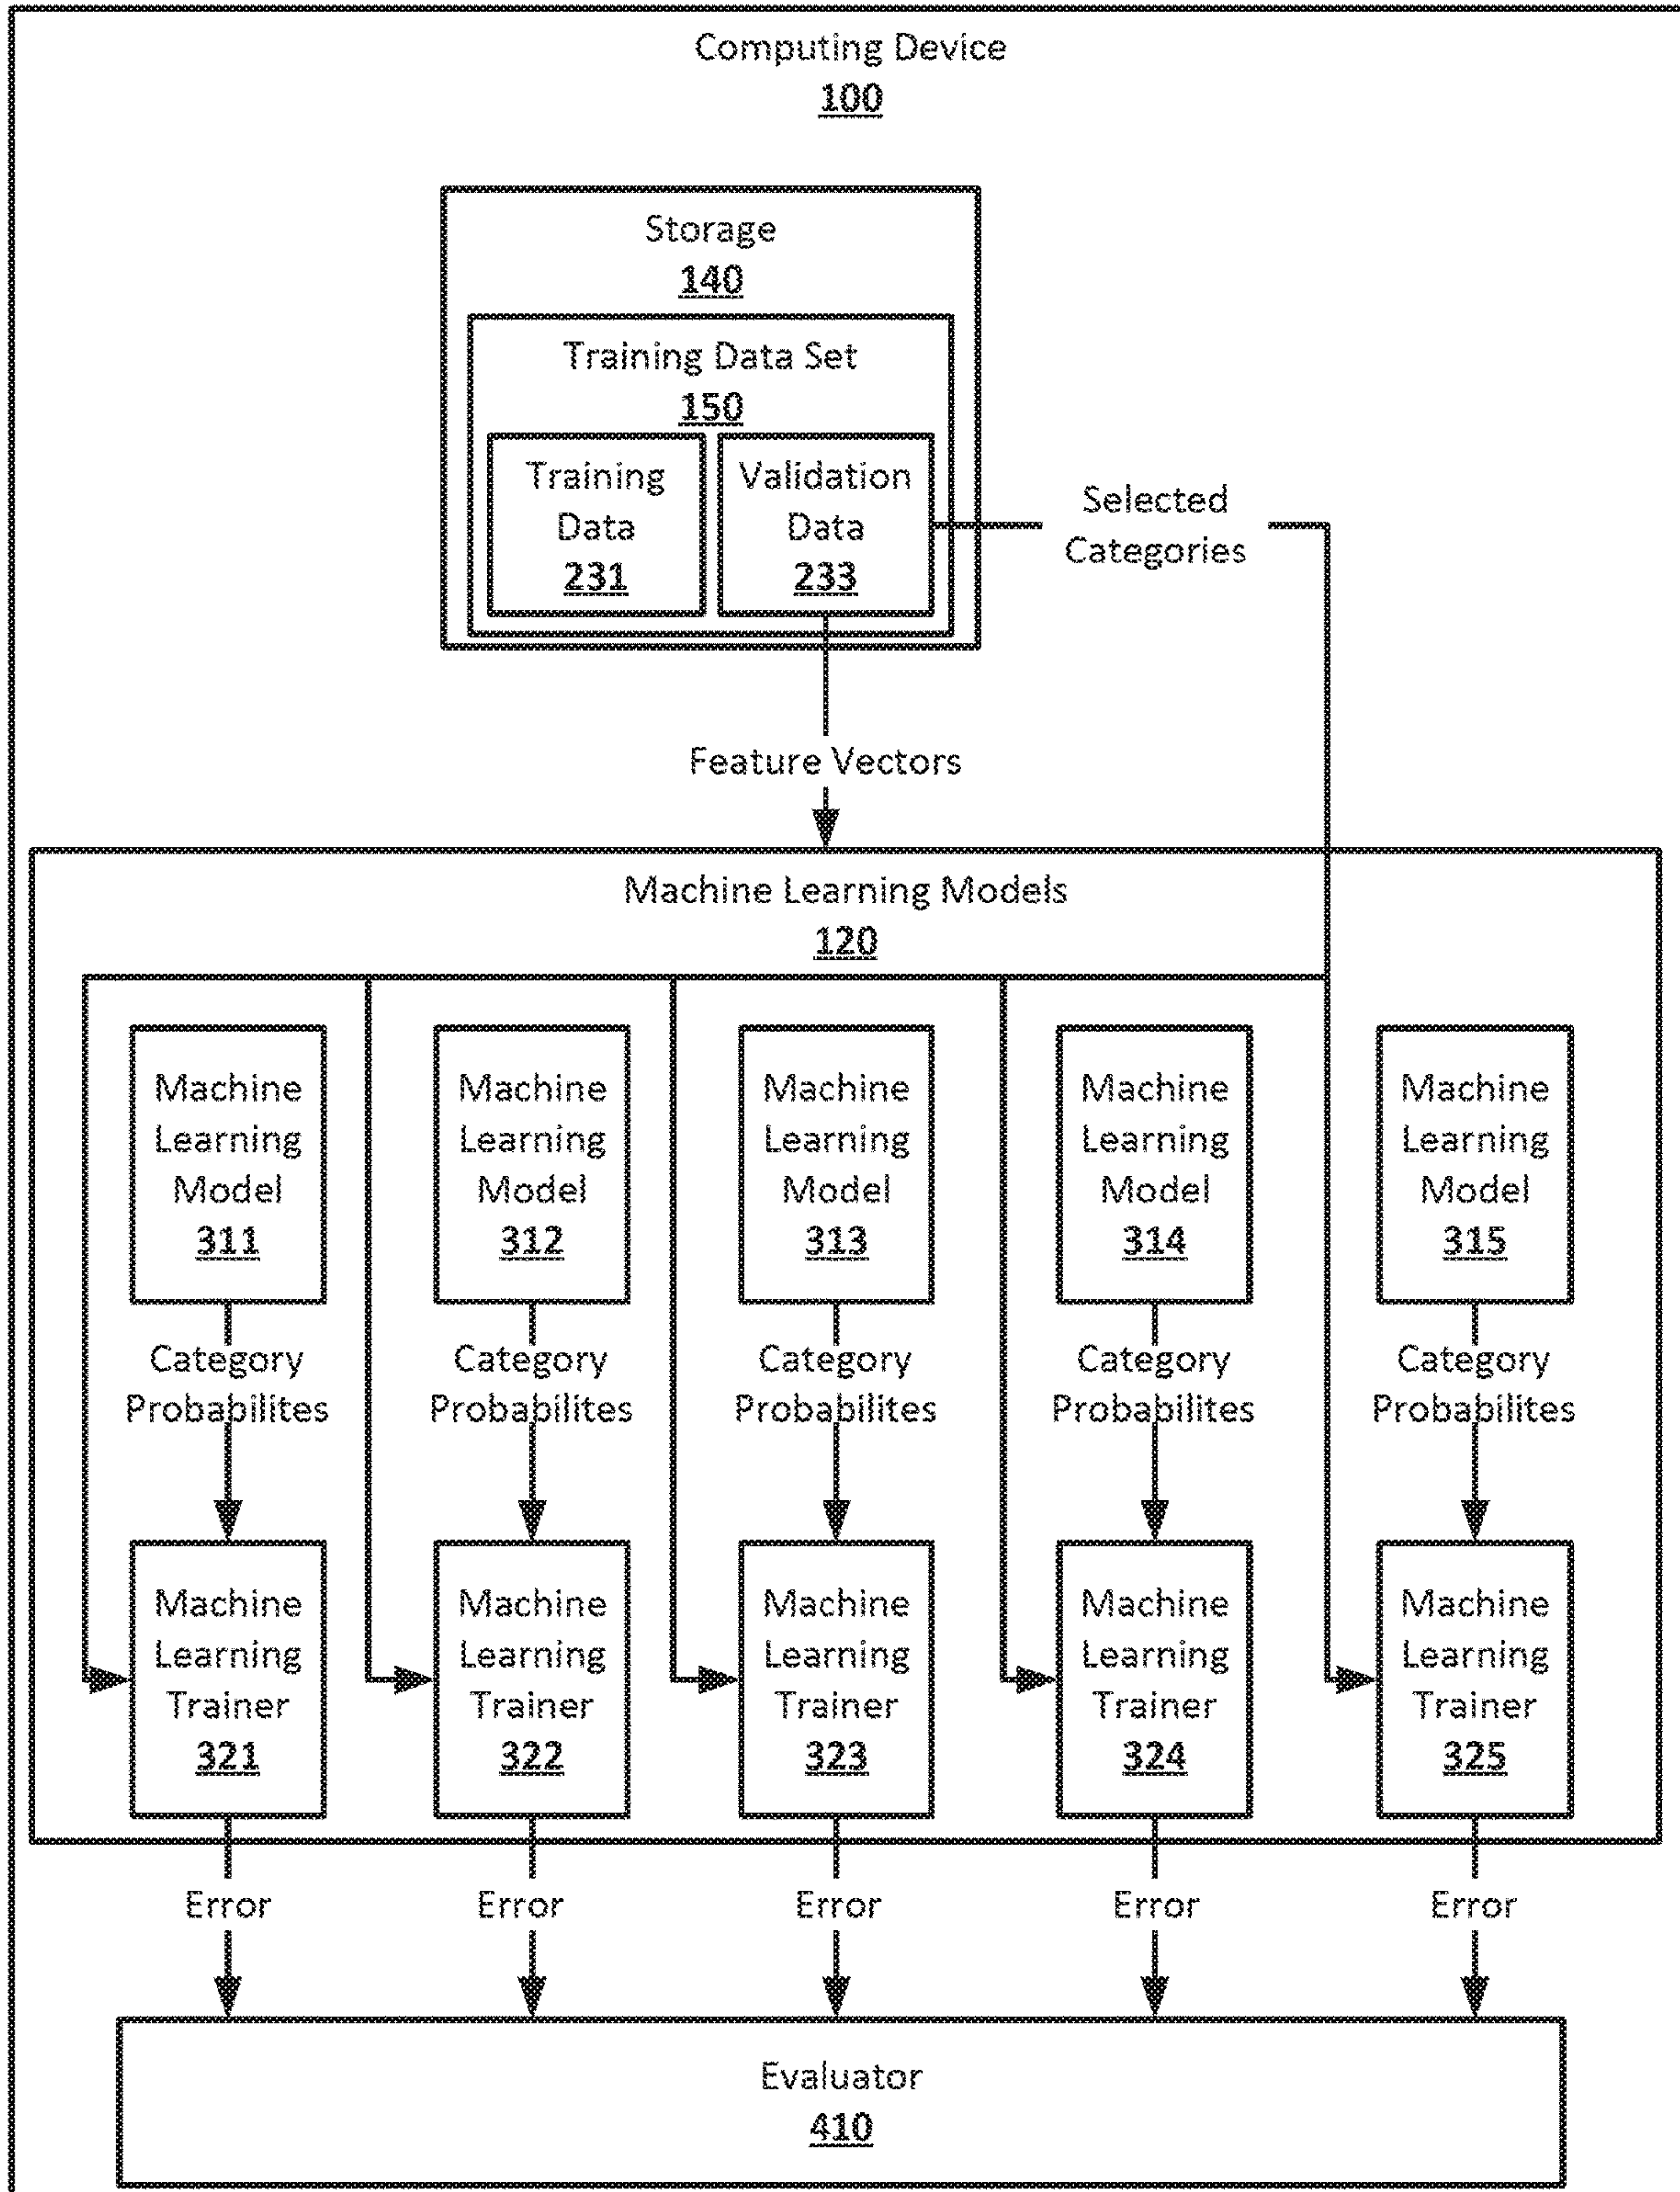 Computing Device
100
Storage
140
Training Data Set
150
Training
Data
231
Validation
Data
233
Selected
Categories
Feature Vectors
Machine Learning Models
120
Machine
Learning
Model
311
Machine
Learning
Model
312
Machine
Learning
Model
313
Machine
Learning
Model
314
Machine
Learning
Model
315
Category
Probabilites
Category
Probabilites
Category
Probabilites
Category
Probabilites
Category
Probabilites
Machine
Learning
Trainer
321
Machine
Learning
Trainer
322
Machine
Learning
Trainer
323
Machine
Learning
Trainer
324
Machine
Learning
Trainer
325
Error
Error
Error
Error
Error
Evaluator
410